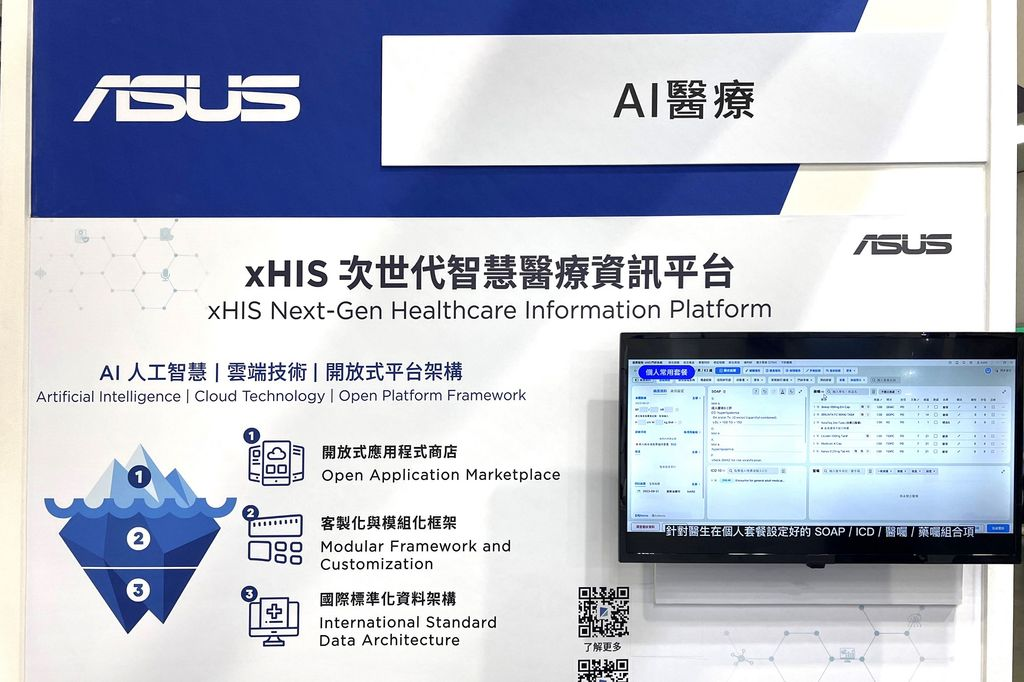 ASUS
AI醫療
ASUS
xHIS 次世代智慧醫療資訊平台
xHIS Next-Gen Healthcare Information Platform
AI 人工智慧 | 雲端技術 | 開放式平台架構
Artificial Intelligence | Cloud Technology | Open Platform Framework
1
2
3
1
開放式應用程式商店
Open Application Marketplace
2
客製化與模組化框架
Modular Framework and
Customization
3
國際標準化資料架構
International Standard
Data Architecture
了解更多
個人常用套餐
SOAP
ICD 10
針對醫生在個人套餐設定好的 SOAP / ICD / 醫囑 / 藥囑組合項